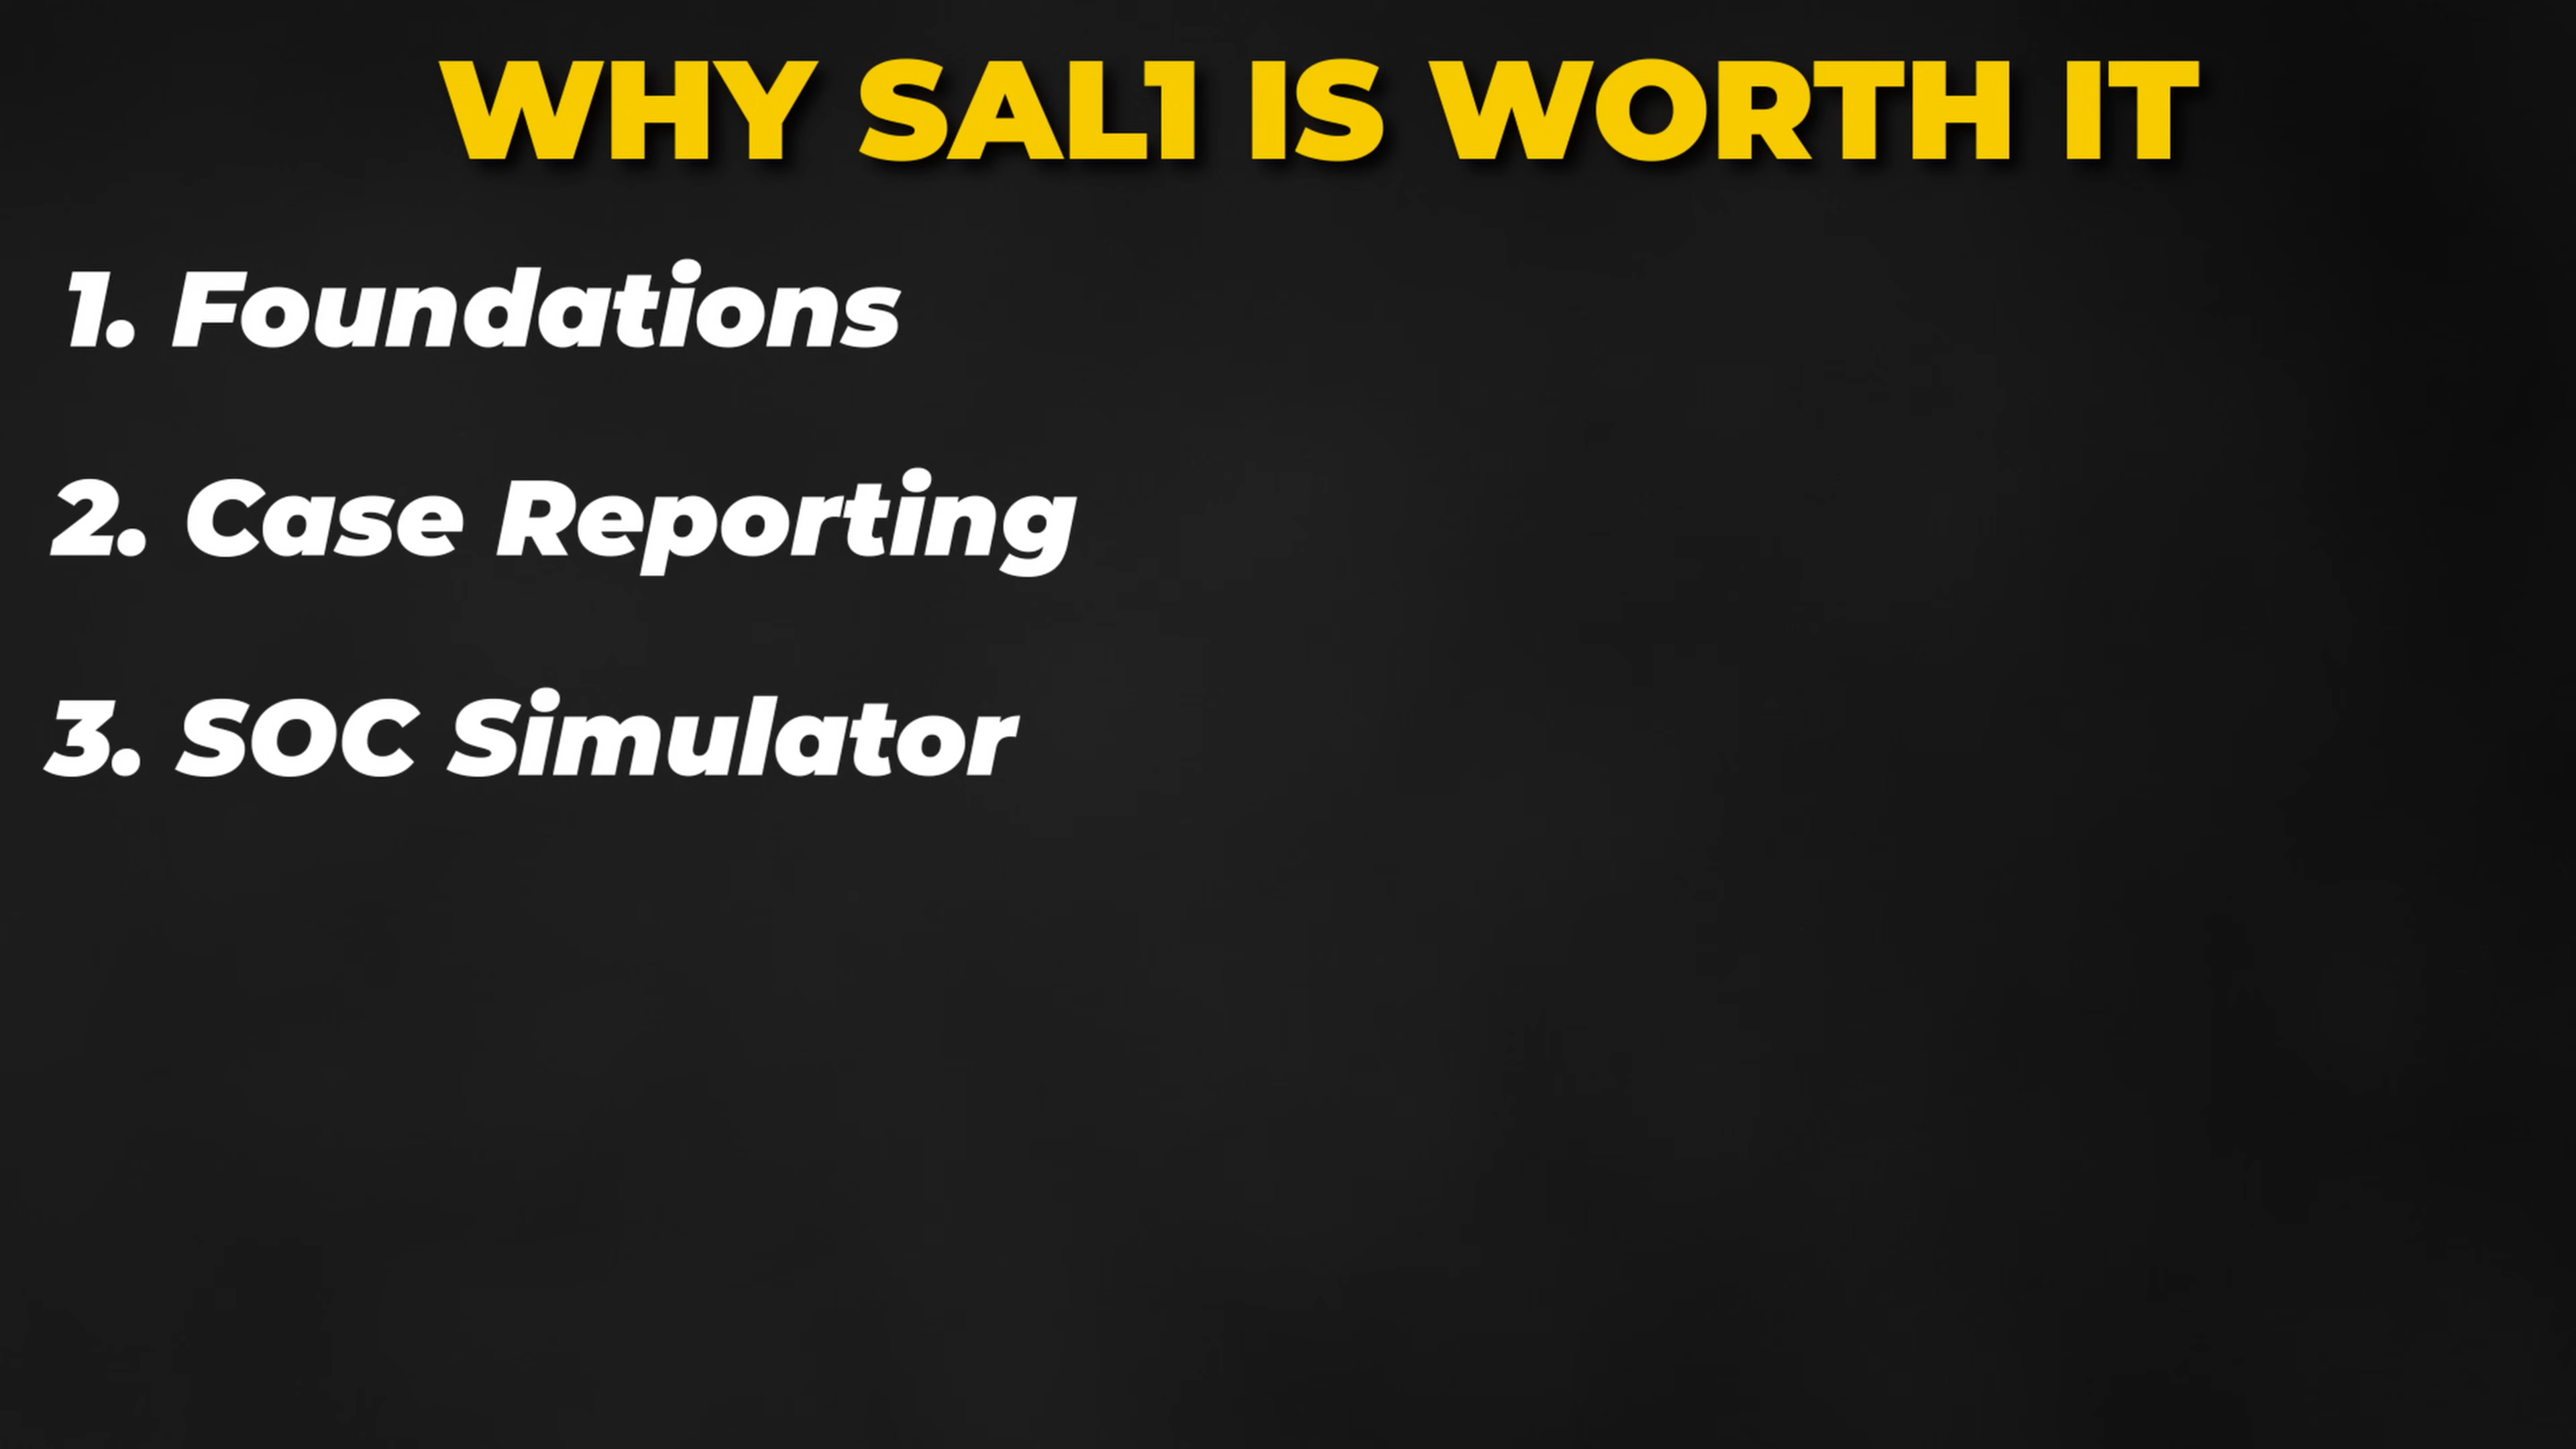 WHY SAL1 IS WORTH IT
1. Foundations
2. Case Reporting
3. SOC Simulator